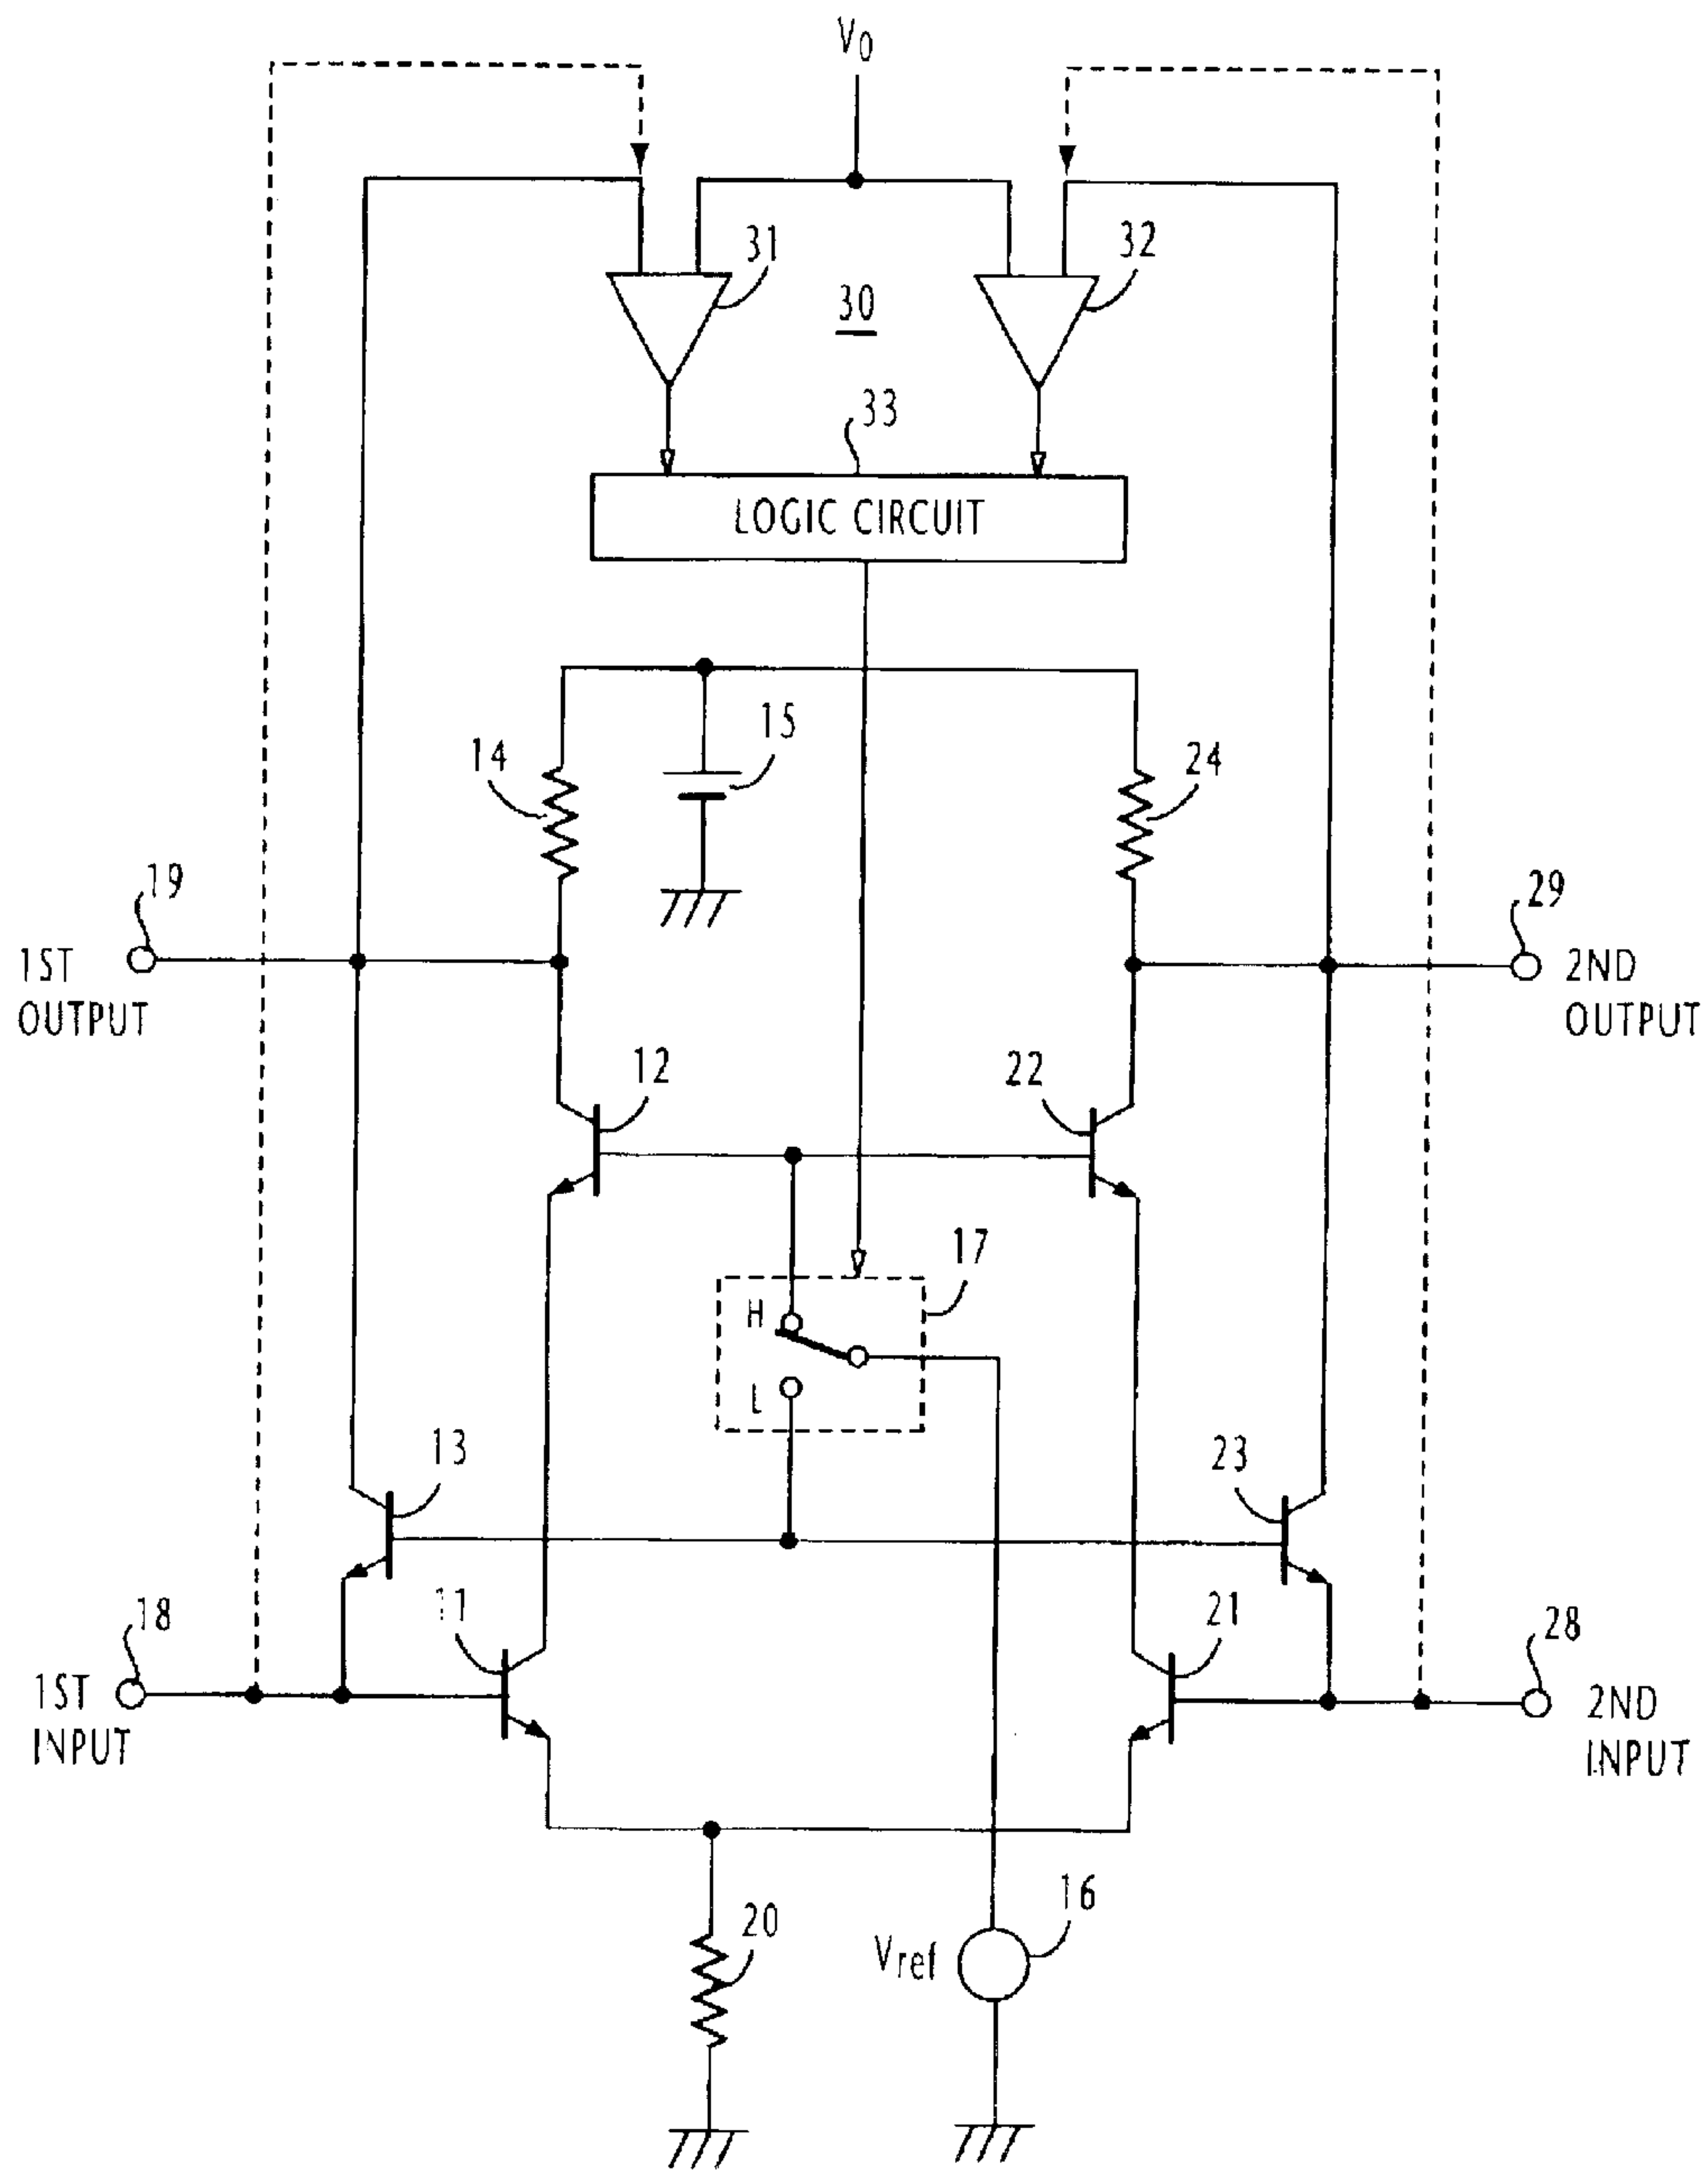 V0
31
32
30
33
LOGIC CIRCUIT
15
14
24
19
29
1ST
OUTPUT
2ND
OUTPUT
12
22
17
H
L
13
23
11
21
18
28
1ST
INPUT
2ND
INPUT
20
16
Vref